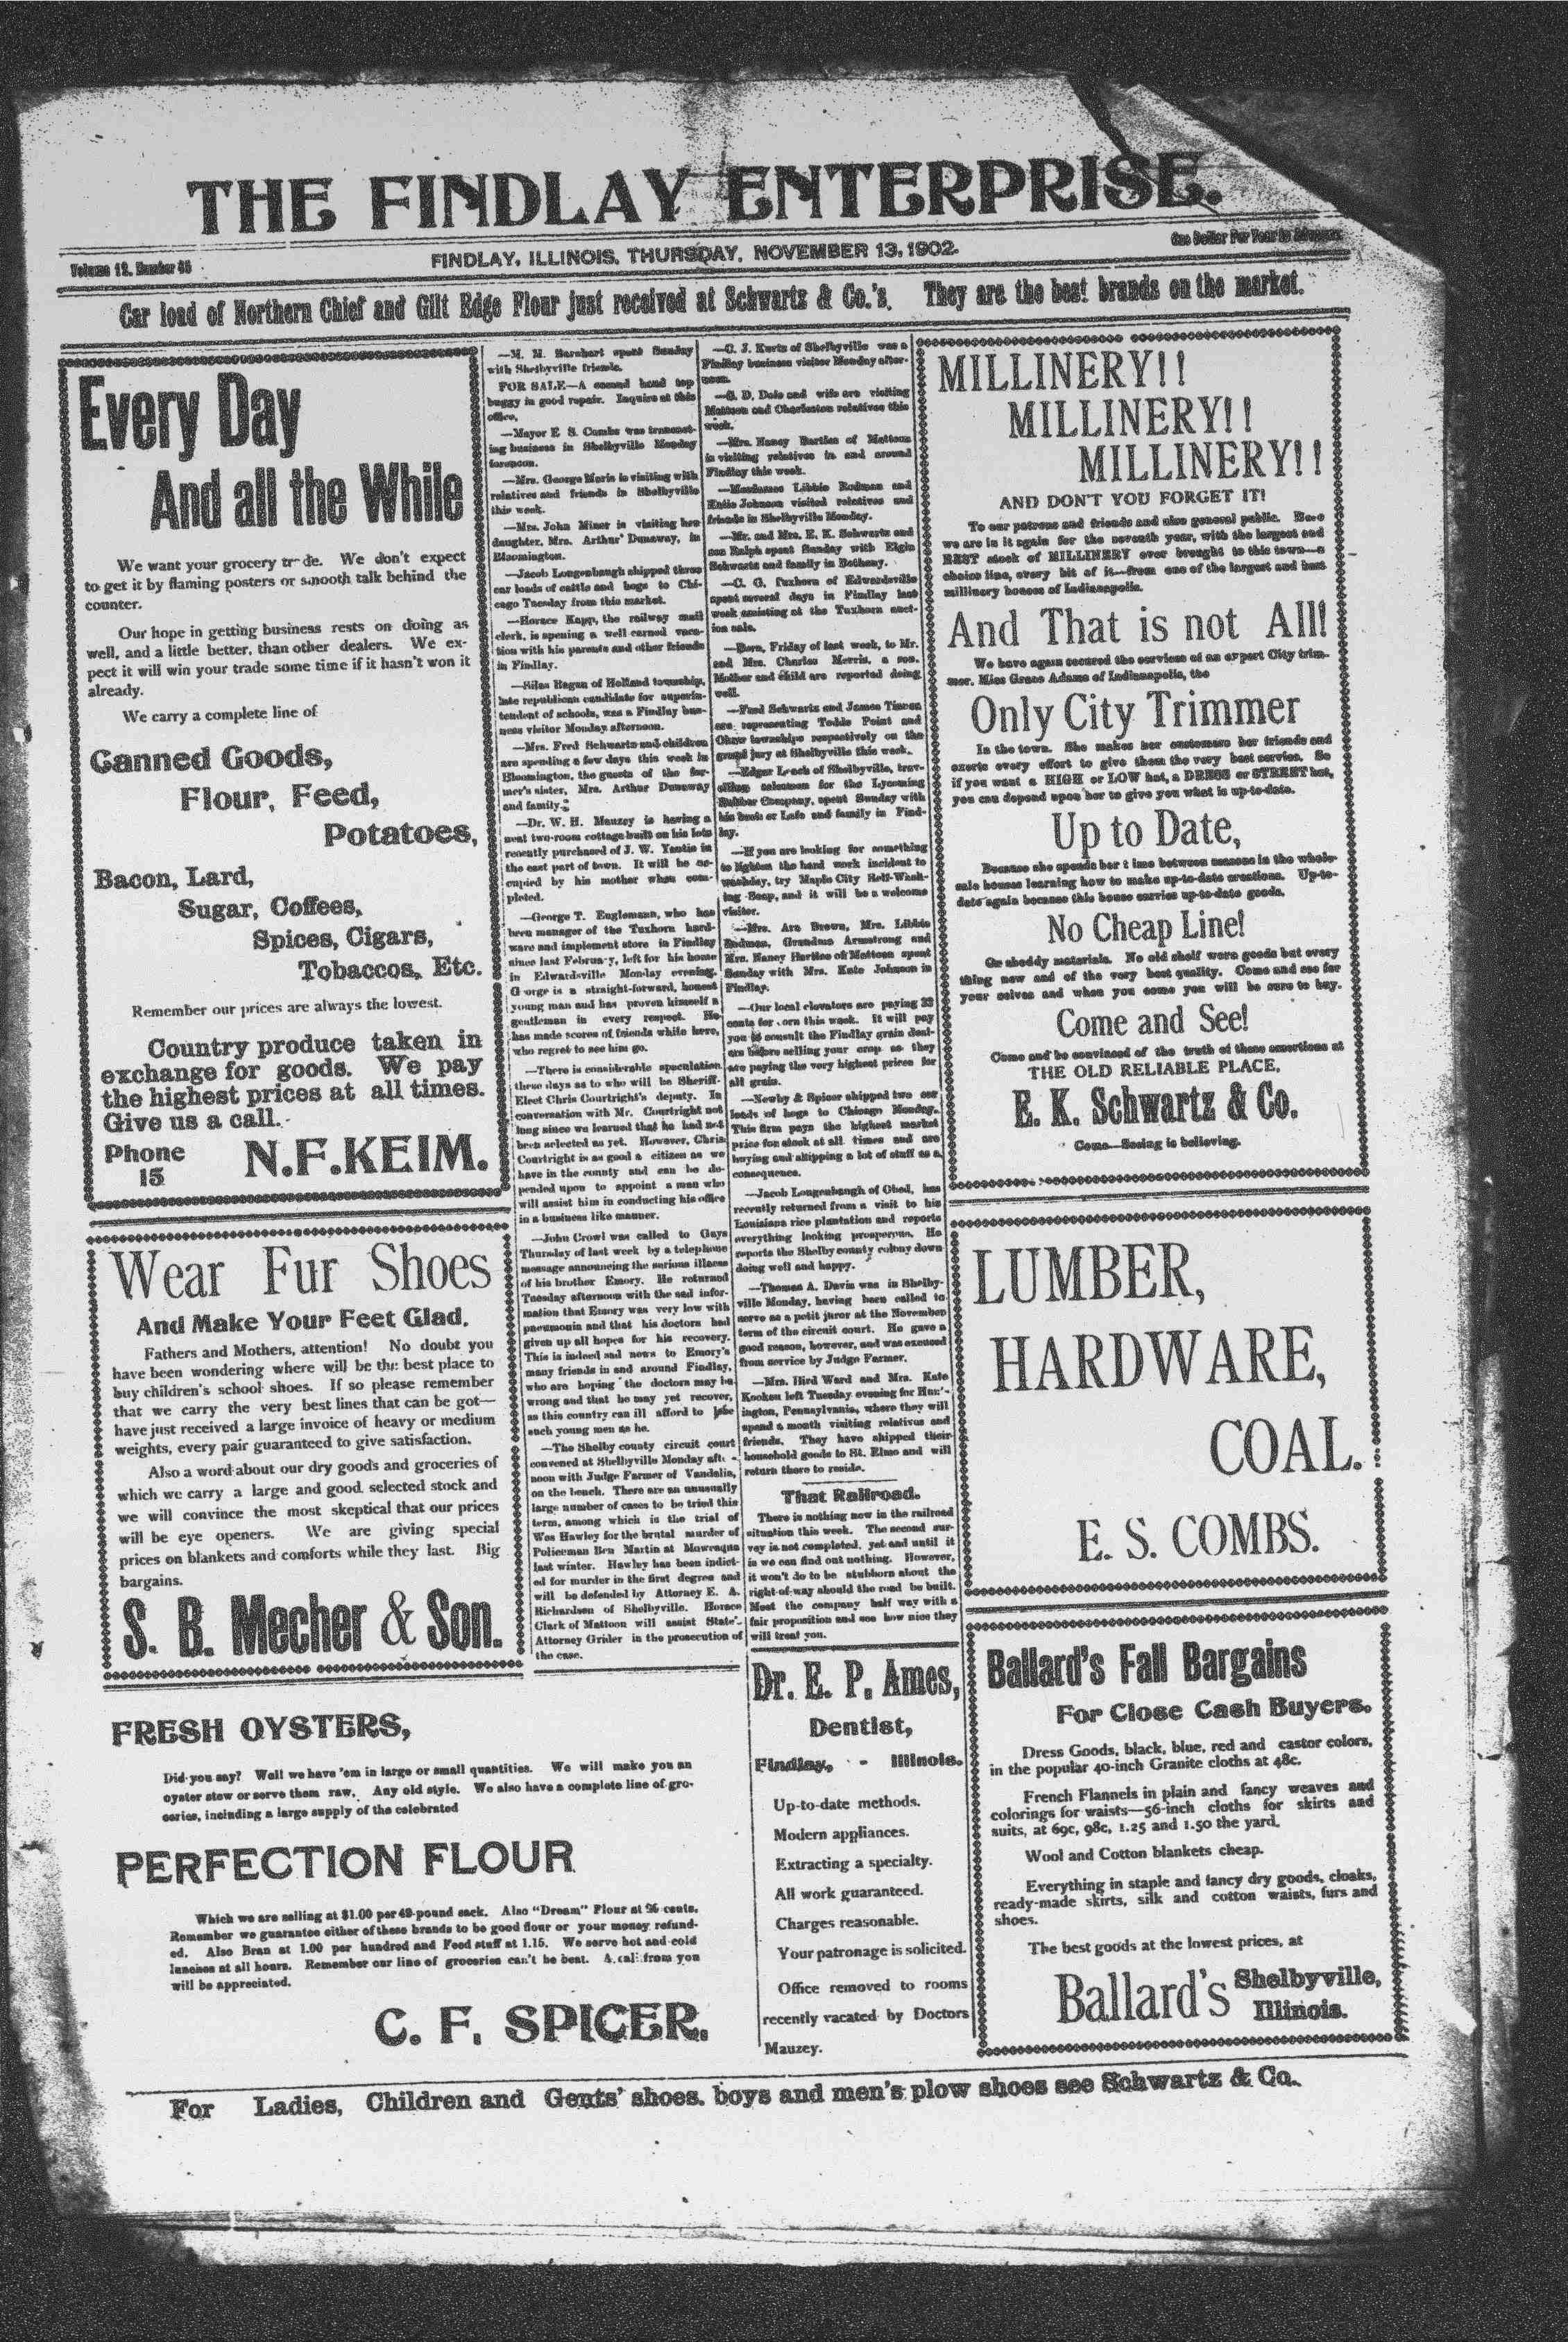 THE FINDLAY ENTERPRISE.
Volume 12. Number 45
FINDLAY, ILLINOIS, THURSDAY, NOVEMBER 13, 1902.
One Dollar Per Year in Advance
Car load of Northern Chief and Gilt Edge Flour just received at Schwartz & Co.'s. They are the best brands on the market.
Every Day
And all the While
We want your grocery tr de. We don't expect
to get it by flaming posters or smooth talk behind the
counter.
Our hope in getting business rests on doing as
well, and a little better, than other dealers. We ex-
pect it will win your trade some time if it hasn't won it
already.
We carry a complete line of
Canned Goods,
Flour, Feed,
Potatoes,
Bacon, Lard,
Sugar, Coffees,
Spices, Cigars,
Tobaccos, Etc.
Remember our prices are always the lowest.
Country produce taken in
exchange for goods. We pay
the highest prices at all times.
Give us a call.
Phone
15
N.F.KEIM.
Wear Fur Shoes
And Make Your Feet Glad.
Fathers and Mothers, attention! No doubt you
have been wondering where will be the best place to
buy children's school shoes. If so please remember
that we carry the very best lines that can be got—
have just received a large invoice of heavy or medium
weights, every pair guaranteed to give satisfaction.
Also a word about our dry goods and groceries of
which we carry a large and good selected stock and
we will convince the most skeptical that our prices
will be eye openers. We are giving special
prices on blankets and comforts while they last. Big
bargains.
S. B. Mecher & Son.
—M. M. Barnhart spent Sunday
with Shelbyville friends.
FOR SALE—A second hand top
buggy in good repair. Inquire at this
office.
—Mayor E. S. Combs was transact-
ing business in Shelbyville Monday
forenoon.
—Mrs. George Maris is visiting with
relatives and friends in Shelbyville
this week.
—Mrs. John Miner is visiting her
daughter, Mrs. Arthur Dunaway, in
Bloomington.
—Jacob Longenbaugh shipped three
car loads of cattle and hogs to Chi-
cago Tuesday from this market.
—Horace Kapp, the railway mail
clerk, is spening a well earned vaca-
tion with his parents and other friends
in Findlay.
—Silas Ragan of Holland township,
late republican candidate for superin-
tendent of schools, was a Findlay bus-
ness visitor Monday afternoon.
—Mrs. Fred Schwartz and children
are spending a few days this week in
Bloomington, the guests of the for-
mer's sister, Mrs. Arthur Dunaway
and family.
—Dr. W. H. Mauzey is having a
neat two-room cottage built on his lots
recently purchased of J. W. Yantis in
the east part of town. It will be oc-
cupied by his mother when com-
pleted.
—George T. Englemann, who has
been manager of the Tuxhorn hard-
ware and implement store in Findlay
since last February, left for his home
in Edwardsville Monday evening.
G orge is a straight-forward, honest
young man and has proven himself a
gentleman in every respect. He
has made scores of friends while here,
who regret to see him go.
—There is considerable speculation
these days as to who will be Sheriff-
Elect Chris Courtright's deputy. In
conversation with Mr. Courtright not
long since we learned that he had not
been selected as yet. However, Chris
Courtright is as good a citizen as we
have in the county and can be de-
pended upon to appoint a man who
will assist him in conducting his office
in a business like manner.
—John Crowl was called to Gays
Thursday of last week by a telephone
message announcing the serious illness
of his brother Emory. He returned
Tuesday afternoon with the sad infor-
mation that Emory was very low with
pneumonia and that his doctors had
given up all hopes for his recovery.
This is indeed sad news to Emory's
many friends in and around Findlay,
who are hoping the doctors may be
wrong and that he may yet recover,
as this country can ill afford to lose
such young men as he.
—The Shelby county circuit court
convened at Shelbyville Monday aft
noon with Judge Farmer of Vandalia,
on the bench. There are an unusually
large number of cases to be tried this
term, among which is the trial of
Wes Hawley for the brutal murder of
Policeman Ben Martin at Moweaqua
last winter. Hawley has been indict-
ed for murder in the first degree and
will be defended by Attorney E. A.
Richardson of Shelbyville. Horace
Clark of Mattoon will assist State's
Attorney Grider in the prosecution of
the case.
—C. J. Kurtz of Shelbyville was a
Findlay business visitor Monday after-
noon.
—G. D. Dole and wife are visiting
Mattoon and Charleston relatives this
week.
—Mrs. Nancy Bartlee of Mattoon
is visiting relatives in and around
Findlay this week.
—Mesdames Libbie Rodman and
Katie Johnson visited relatives and
friends in Shelbyville Monday.
—Mr. and Mrs. E. K. Schwartz and
son Ralph spent Sunday with Elgin
Schwartz and family in Bethany.
—C. G. Tuxhorn of Edwardsville
spent several days in Findlay last
week assisting at the Tuxhorn auct-
ion sale.
—Born, Friday of last week, to Mr.
and Mrs. Charles Morris, a son.
Mother and child are reported doing
well.
—Fred Schwartz and James Tinnen
are representing Todds Point and
Okaw townships respectively on the
grand jury at Shelbyville this week.
—Edgar Leach of Shelbyville, trav-
eling salesman for the Lycoming
Rubber Company, spent Sunday with
his brother Lafe and family in Find-
lay.
—If you are looking for something
to lighten the hard work incident to
washday, try Maple City Self-Wash-
ing Soap, and it will be a welcome
visitor.
—Mrs. Ara Brown, Mrs. Libbie
Rodman, Grandma Armstrong and
Mrs. Nancy Bartlee of Mattoon spent
Sunday with Mrs. Kate Johnson in
Findlay.
—Our local elevators are paying 33
cents for corn this week. It will pay
you to consult the Findlay grain deal-
ers before selling your crop as they
are paying the very highest prices for
all grain.
—Newby & Spicer shipped two car
loads of hogs to Chicago Monday.
This firm pays the highest market
price for stock at all times and are
buying and shipping a lot of stuff as a
consequence.
—Jacob Longenbaugh of Obed, has
recently returned from a visit to his
Louisiana rice plantation and reports
everything looking prosperous. He
reports the Shelby county colony down
doing well and happy.
—Thomas A. Davis was in Shelby-
ville Monday, having been called to
serve as a petit juror at the November
term of the circuit court. He gave a
good reason, however, and was excused
from service by Judge Farmer.
—Mrs. Bird Ward and Mrs. Kate
Kooken left Tuesday evening for
Pennsylvania, where they will
spend a month visiting relatives and
friends. They have shipped their
household goods to St. Elmo and will
return there to reside.
That Railroad.
There is nothing new in the railroad
situation this week. The second sur-
vey is not completed, yet and until it
is we can find out nothing. However,
it won't do to be stubborn about the
right-of-way should the road be built.
Meet the company half way with a
fair proposition and see how nice they
will treat you.
MILLINERY!!
MILLINERY!!
MILLINERY!!
AND DON'T YOU FORGET IT!
To our patrons and friends and also general public. Here
we are in it again for the seventh year, with the largest and
BEST stock of MILLINERY ever brought to this town—a
choice line, every bit of it—from one of the largest and best
millinery houses of Indianapolis.
And That is not All!
We have again secured the services of an expert City trim-
mer. Miss Grace Adams of Indianapolis, the
Only City Trimmer
In the town. She makes her customers her friends and
exerts every effort to give them the very best service. So
if you want a HIGH or LOW hat, a DRESS or STREET hat,
you can depend upon her to give you what is up-to-date.
Up to Date,
Because she spends her time between seasons in the whole-
sale houses learning how to make up-to-date creations. Up-to-
date again because this house carries up-to-date goods.
No Cheap Line!
Or shoddy materials. No old shelf worn goods but every
thing new and of the very best quality. Come and see for
your selves and when you come you will be sure to buy.
Come and See!
Come and be convinced of the truth of these assertions at
THE OLD RELIABLE PLACE,
E. K. Schwartz & Co.
Come—Seeing is believing.
LUMBER,
HARDWARE,
COAL.
E. S. COMBS.
FRESH OYSTERS,
Did you say? Well we have 'em in large or small quantities. We will make you an
oyster stew or serve them raw. Any old style. We also have a complete line of gro-
ceries, including a large supply of the celebrated
PERFECTION FLOUR
Which we are selling at $1.00 per 49-pound sack. Also "Dream" Flour at 95 cents.
Remember we guarantee either of these brands to be good flour or your money refund-
ed. Also Bran at 1.00 per hundred and Feed stuff at 1.15. We serve hot and cold
lunches at all hours. Remember our line of groceries can't be beat. A call from you
will be appreciated.
C. F. SPICER.
Dr. E. P. Ames,
Dentist,
Findlay, - Illinois.
Up-to-date methods.
Modern appliances.
Extracting a specialty.
All work guaranteed.
Charges reasonable.
Your patronage is solicited.
Office removed to rooms
recently vacated by Doctors
Mauzey.
Ballard's Fall Bargains
For Close Cash Buyers.
Dress Goods, black, blue, red and castor colors,
in the popular 40-inch Granite cloths at 48c.
French Flannels in plain and fancy weaves and
colorings for waists—56-inch cloths for skirts and
suits, at 69c, 98c, 1.25 and 1.50 the yard.
Wool and Cotton blankets cheap.
Everything in staple and fancy dry goods, cloaks,
ready-made skirts, silk and cotton waists, furs and
shoes.
The best goods at the lowest prices, at
Ballard's Shelbyville,
Illinois.
For Ladies, Children and Gents' shoes. boys and men's plow shoes see Schwartz & Co.